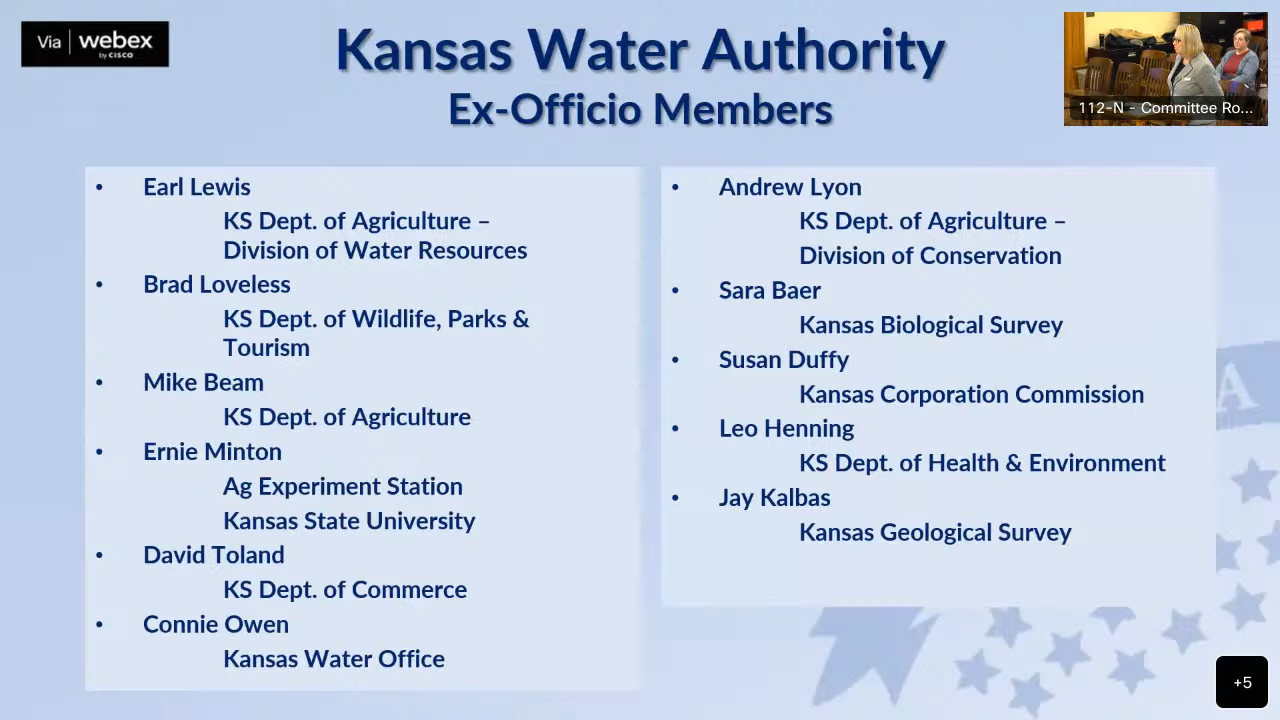 Via | webex
by CISCO
Kansas Water Authority
Ex-Officio Members
112-N - Committee Ro...
• Earl Lewis
KS Dept. of Agriculture –
Division of Water Resources
• Brad Loveless
KS Dept. of Wildlife, Parks &
Tourism
• Mike Beam
KS Dept. of Agriculture
• Ernie Minton
Ag Experiment Station
Kansas State University
• David Toland
KS Dept. of Commerce
• Connie Owen
Kansas Water Office
• Andrew Lyon
KS Dept. of Agriculture –
Division of Conservation
• Sara Baer
Kansas Biological Survey
• Susan Duffy
Kansas Corporation Commission
• Leo Henning
KS Dept. of Health & Environment
• Jay Kalbas
Kansas Geological Survey
A
+5